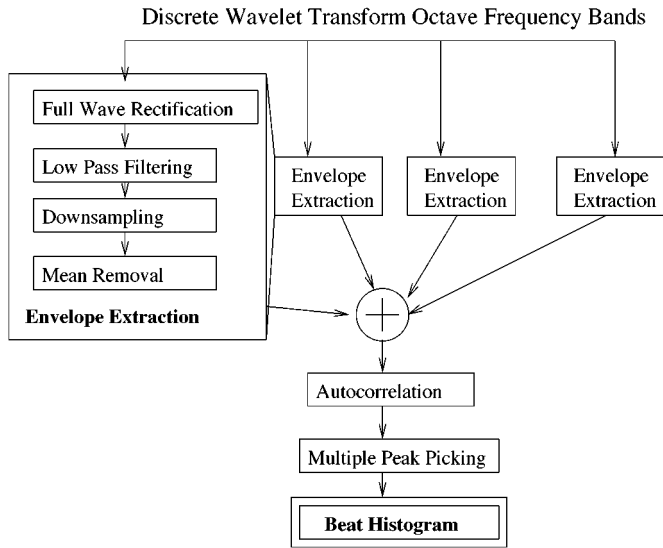 Discrete Wavelet Transform Octave Frequency Bands
Full Wave Rectification
Low Pass Filtering
Downsampling
Mean Removal
Envelope Extraction
Envelope
Extraction
Envelope
Extraction
Envelope
Extraction
Autocorrelation
Multiple Peak Picking
Beat Histogram